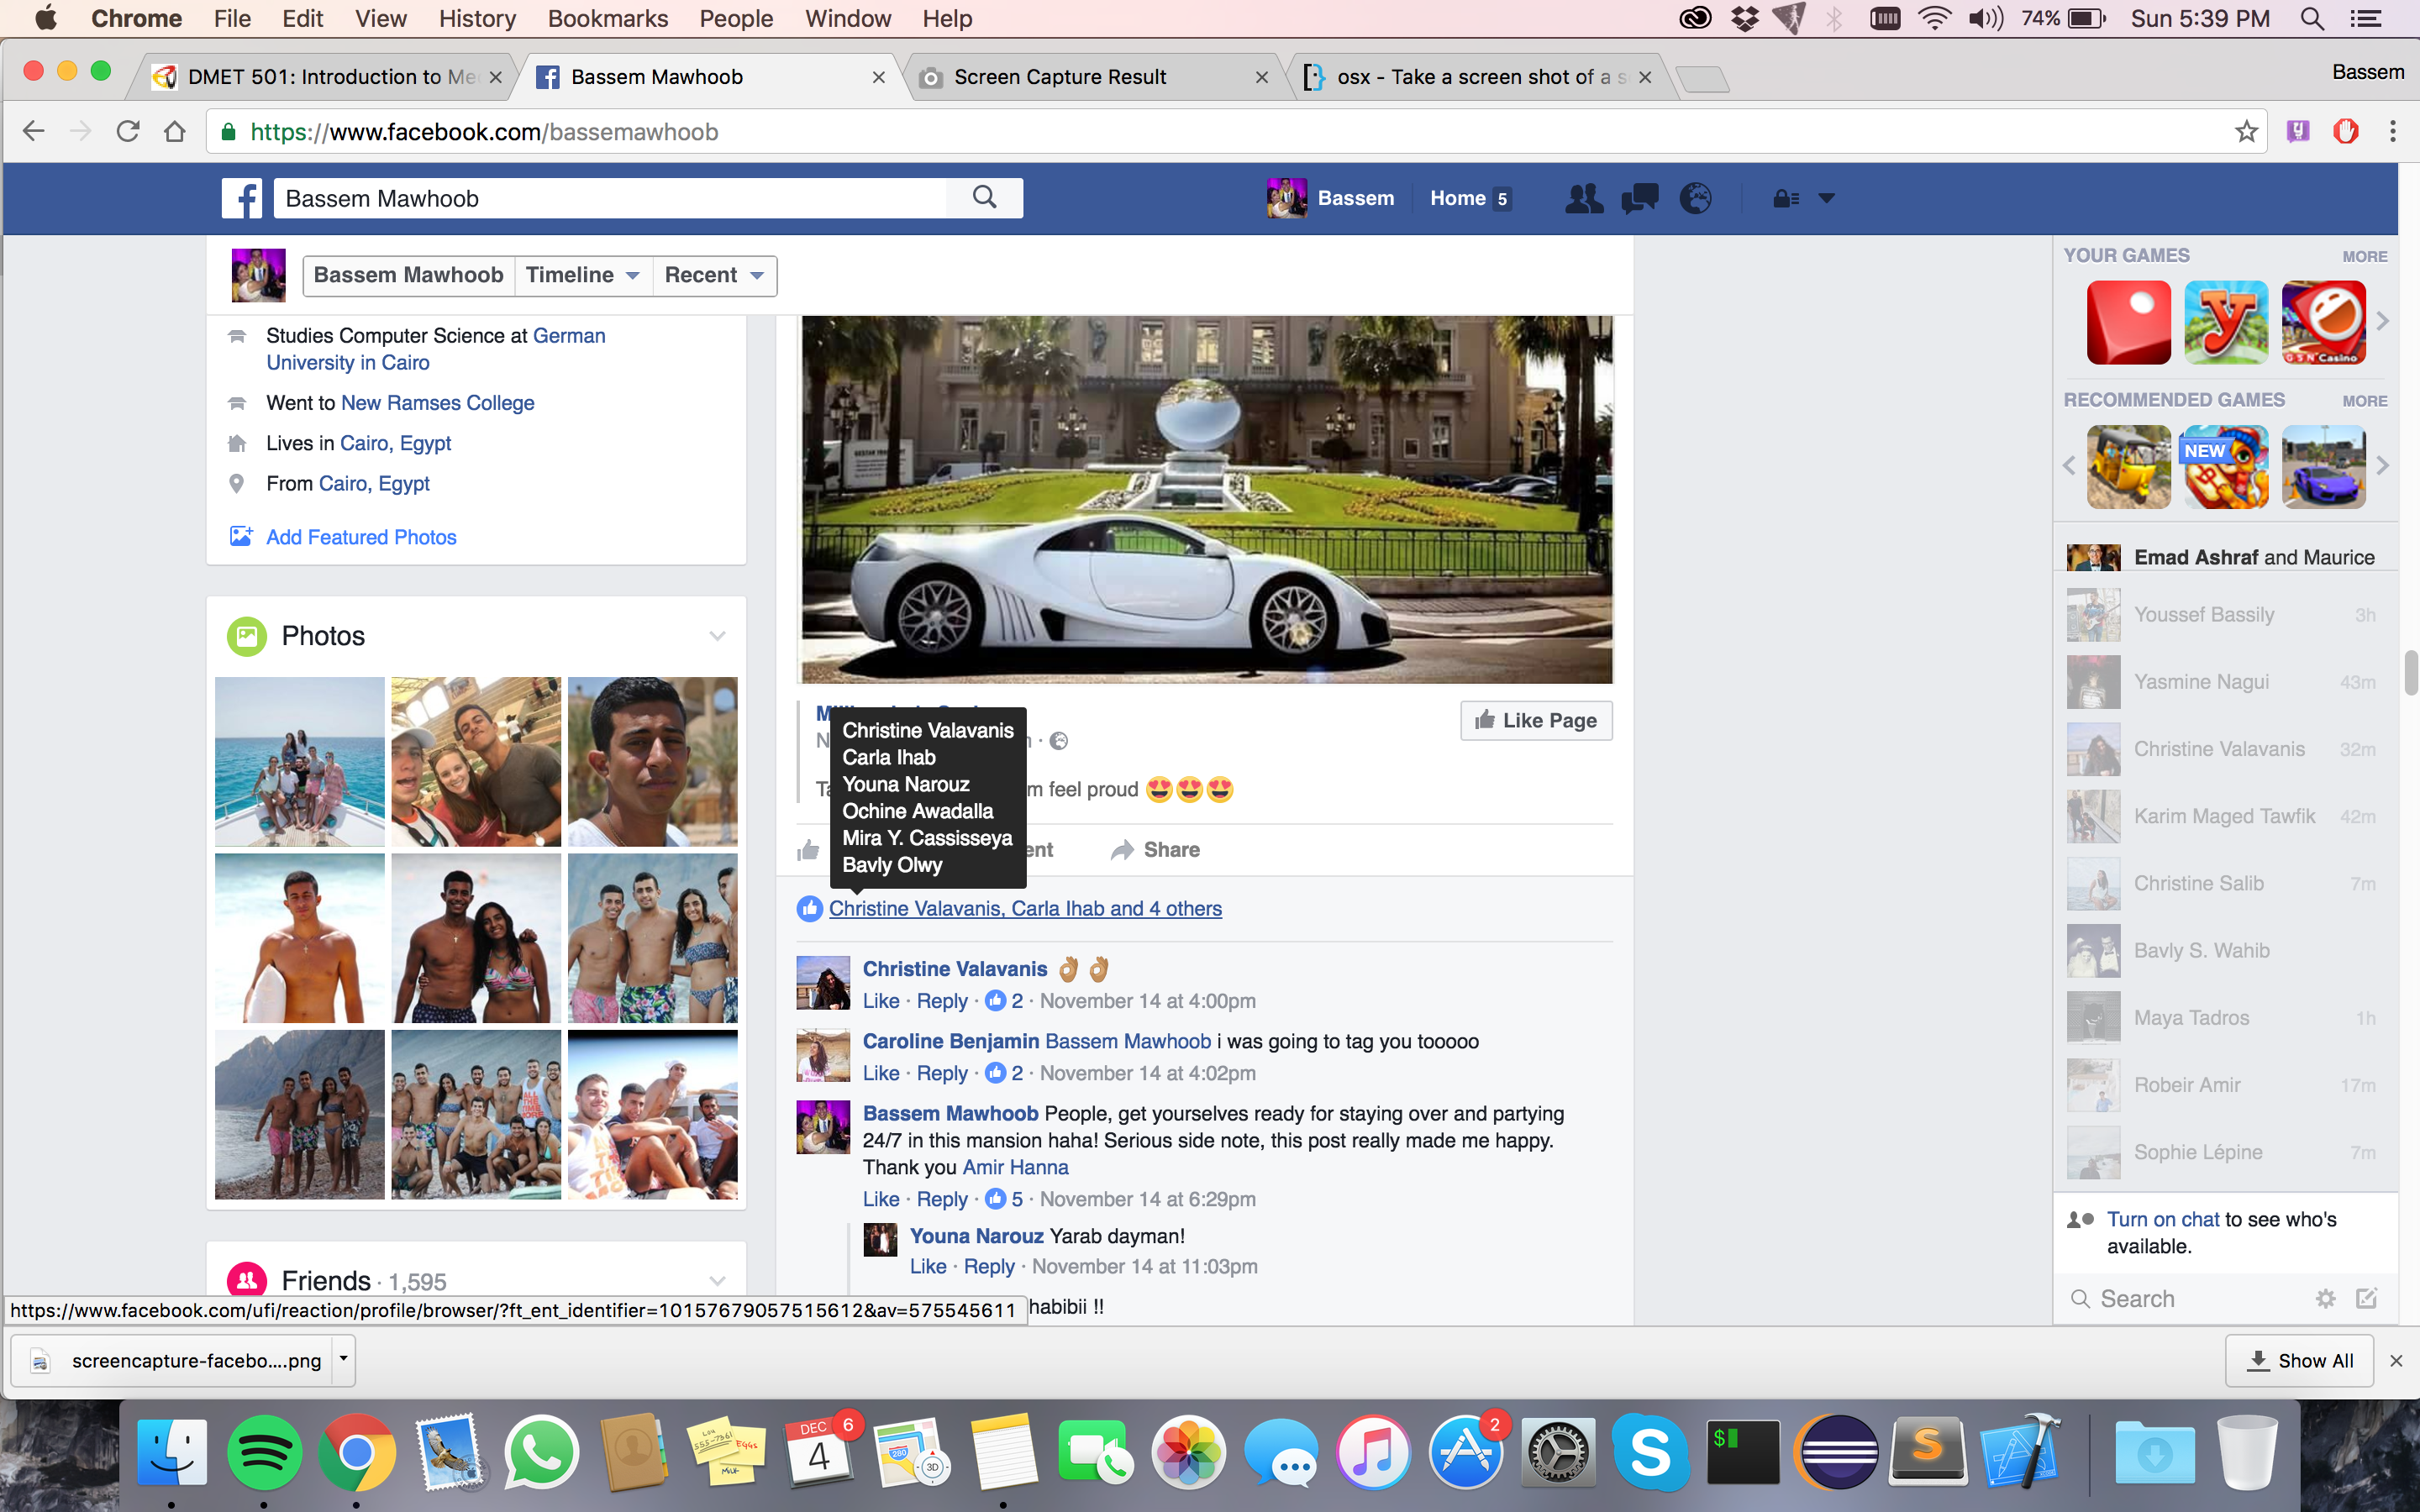 Chrome File Edit View History Bookmarks People Window Help 74% Sun 5:39 PM
DMET 501: Introduction to Me
Bassem Mawhoob
Screen Capture Result
osx - Take a screen shot of a s
Bassem
https://www.facebook.com/bassemawhoob
Bassem Mawhoob
Bassem Home 5
Bassem Mawhoob Timeline Recent
Studies Computer Science at German
University in Cairo
Went to New Ramses College
Lives in Cairo, Egypt
From Cairo, Egypt
Add Featured Photos
Photos
Friends · 1,595
Like Page
Christine Valavanis
Carla Ihab
Youna Narouz
Ochine Awadalla
Mira Y. Cassisseya
Bavly Olwy
m feel proud 😍😍😍
Share
Christine Valavanis, Carla Ihab and 4 others
Christine Valavanis 👌🏽 👌🏽
Like · Reply · 2 · November 14 at 4:00pm
Caroline Benjamin Bassem Mawhoob i was going to tag you tooooo
Like · Reply · 2 · November 14 at 4:02pm
Bassem Mawhoob People, get yourselves ready for staying over and partying
24/7 in this mansion haha! Serious side note, this post really made me happy.
Thank you Amir Hanna
Like · Reply · 5 · November 14 at 6:29pm
Youna Narouz Yarab dayman!
Like · Reply · November 14 at 11:03pm
habibii !!
YOUR GAMES MORE
GSN Casino
RECOMMENDED GAMES MORE
NEW
Emad Ashraf and Maurice
Youssef Bassily 3h
Yasmine Nagui 43m
Christine Valavanis 32m
Karim Maged Tawfik 42m
Christine Salib 7m
Bavly S. Wahib
Maya Tadros 1h
Robeir Amir 17m
Sophie Lépine 7m
Turn on chat to see who's
available.
Search
https://www.facebook.com/ufi/reaction/profile/browser/?ft_ent_identifier=10157679057515612&av=575545611
screencapture-facebo....png
Show All
DEC
4
6
280
3D
2
$